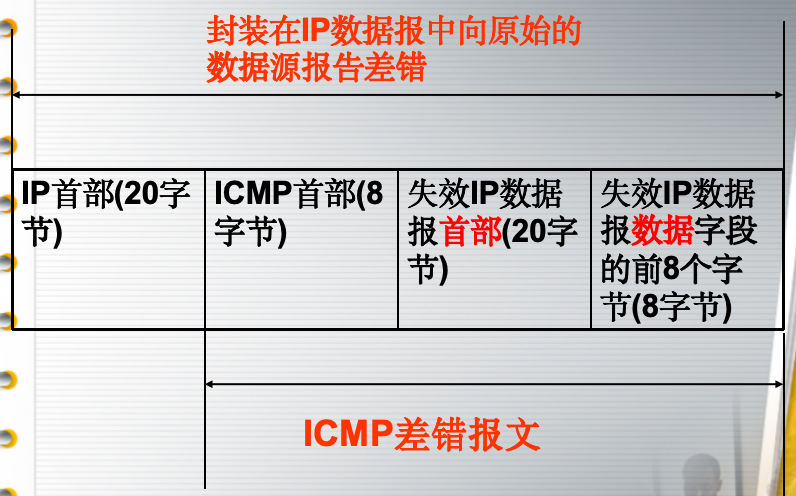 封装在IP数据报中向原始的
数据源报告差错
IP首部(20字
节)
ICMP首部(8
字节)
失效IP数据
报首部(20字
节)
失效IP数据
报数据字段
的前8个字
节(8字节)
ICMP差错报文